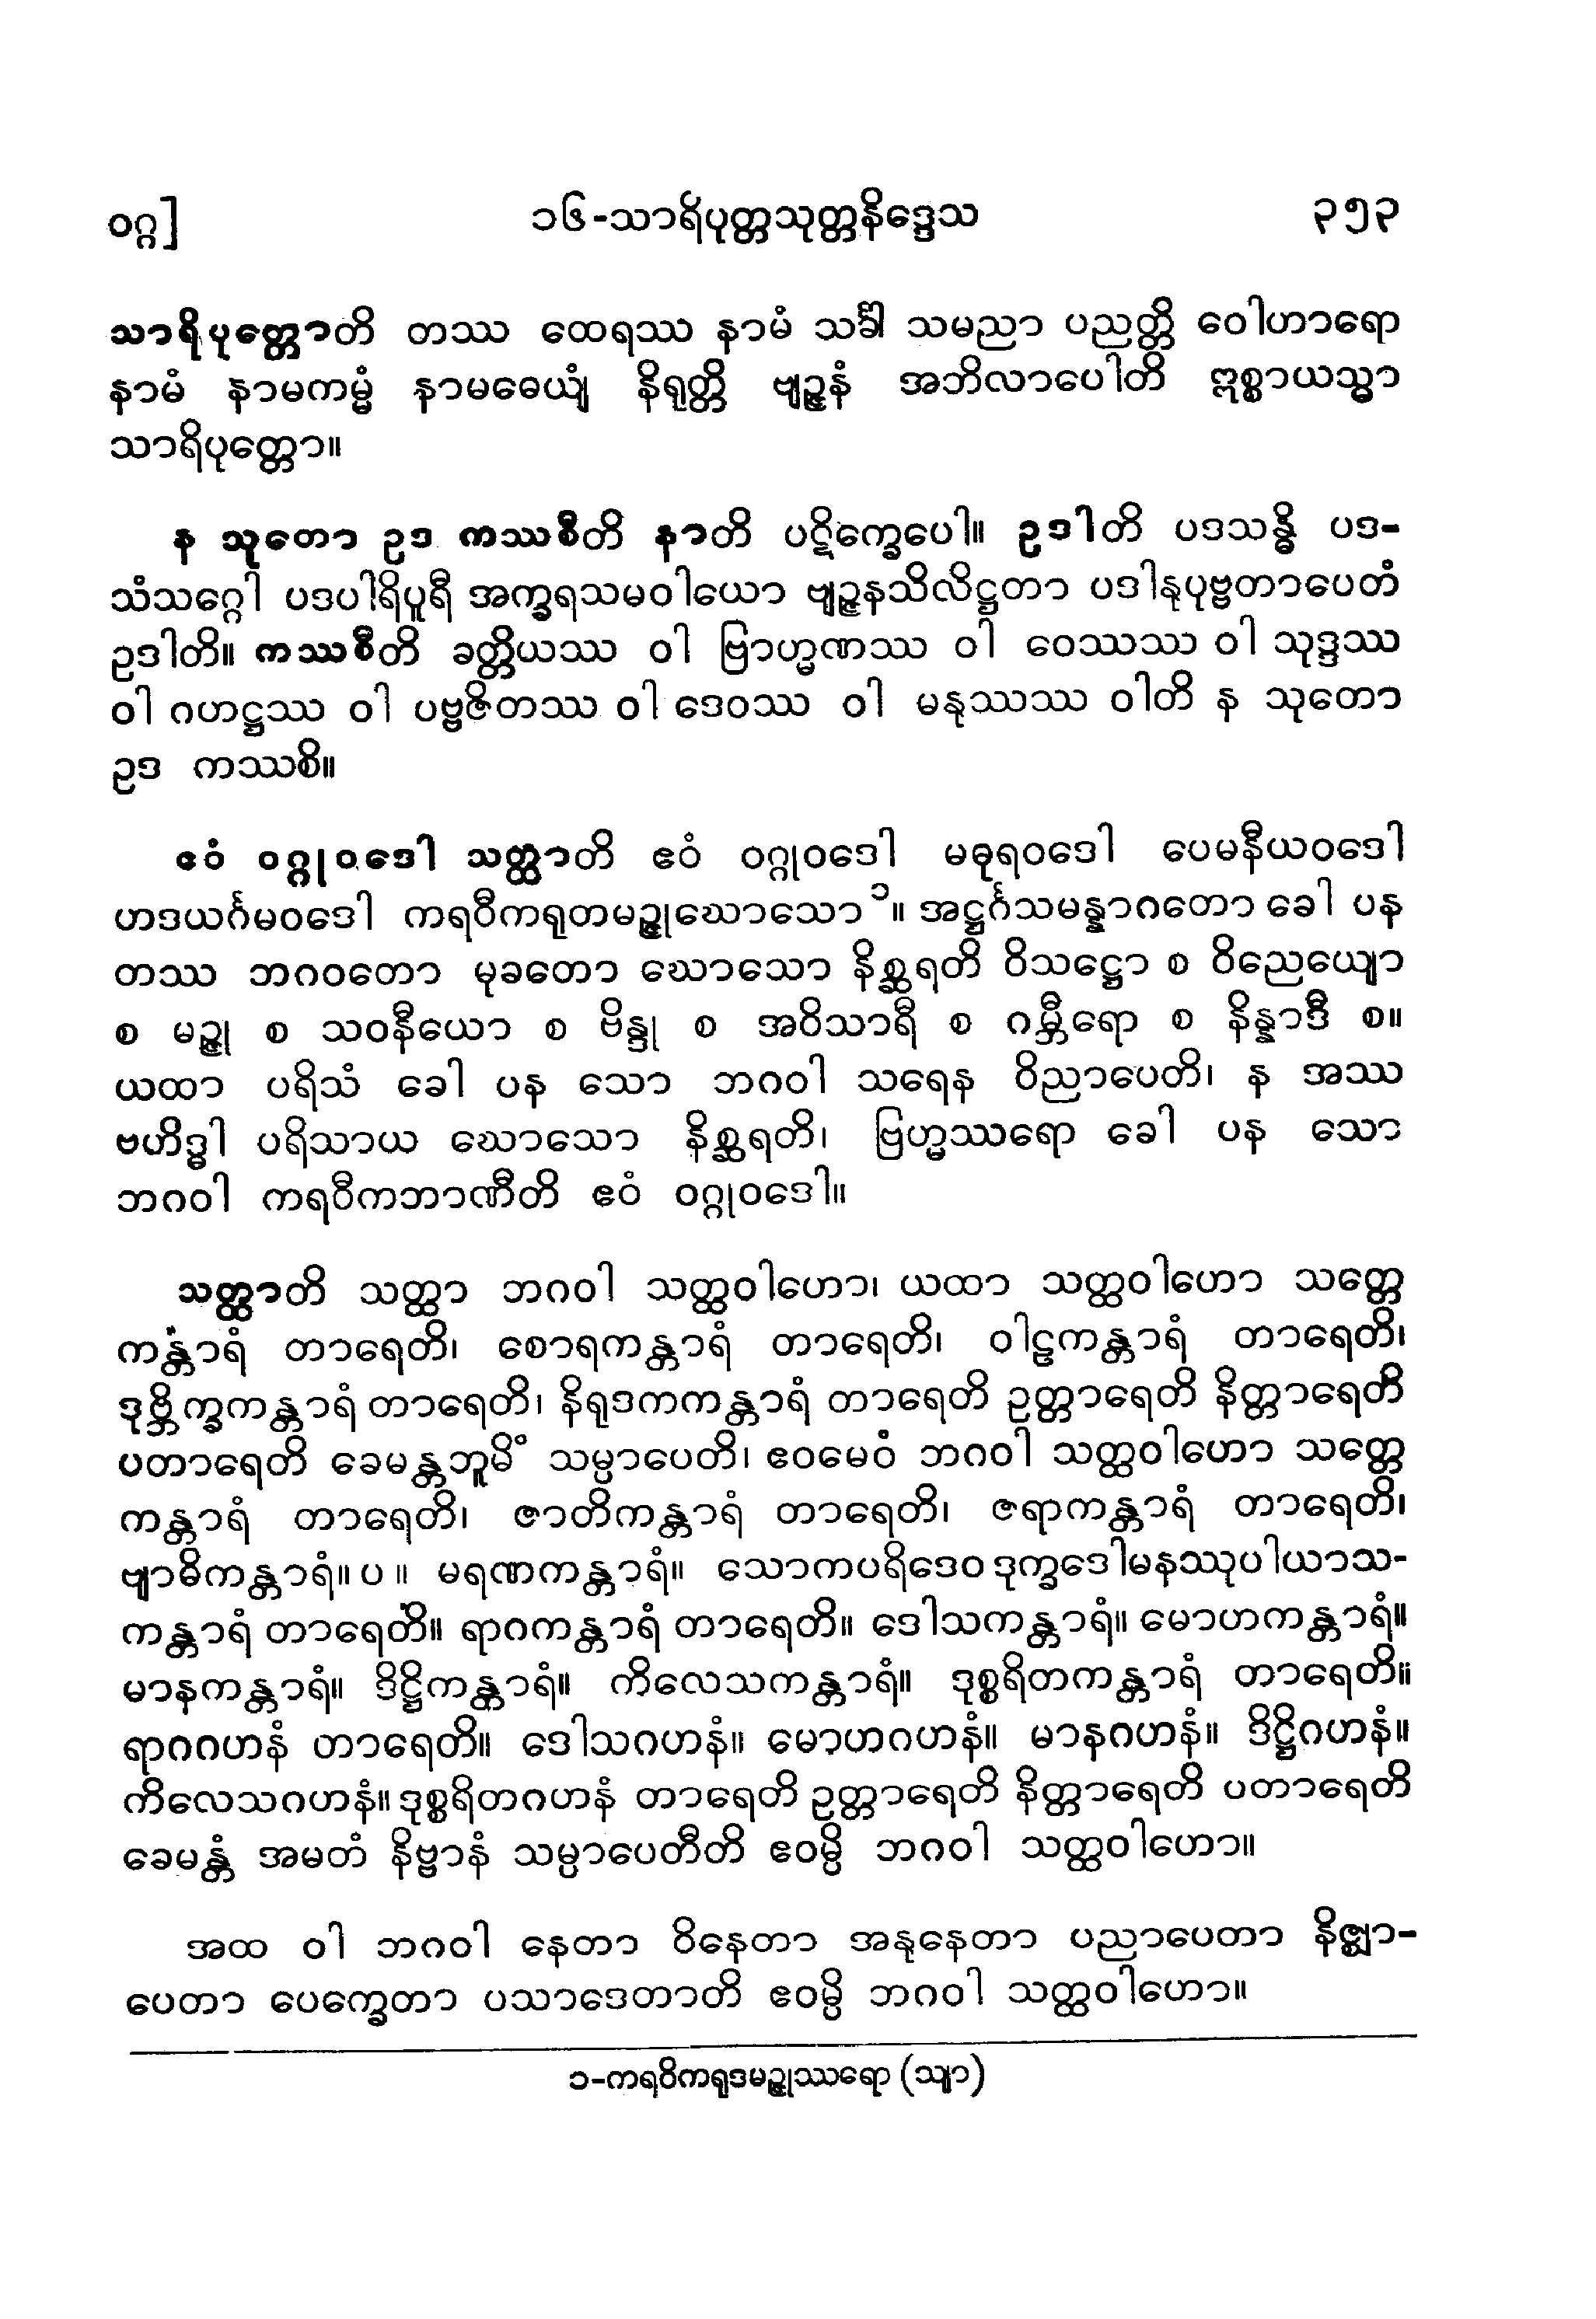 ဝဂ္ဂ]
၁၆-သာရိပုတ္တသုတ္တနိဒ္ဒေသ
၃၅၃
သာရိပုတ္တောတိ တဿ ထေရဿ နာမံ သင်္ခါ သမညာ ပညတ္တိ ဝေါဟာရော
နာမံ နာမကမ္မံ နာမဓေယျံ နိရုတ္တိ ဗျဉ္ဇနံ အဘိလာပေါတိ ဣစ္စာယသ္မာ
သာရိပုတ္တော။
န သုတော ဥဒ ကဿစီတိ နာတိ ပဋိက္ခေပေါ။ ဥဒါတိ ပဒသန္ဓိ ပဒ-
သံသဂ္ဂေါ ပဒပါရိပူရီ အက္ခရသမဝါယော ဗျဉ္ဇနသိလိဋ္ဌတာ ပဒါနုပုဗ္ဗတာပေတံ
ဥဒါတိ။ ကဿစီတိ ခတ္တိယဿ ဝါ ဗြာဟ္မဏဿ ဝါ ဝေဿဿ ဝါ သုဒ္ဒဿ
ဝါ ဂဟဋ္ဌဿ ဝါ ပဗ္ဗဇိတဿ ဝါ ဒေဝဿ ဝါ မနုဿဿ ဝါတိ န သုတော
ဥဒ ကဿစိ။
ဧဝံ ဝဂ္ဂုဝဒေါ သတ္ထာတိ ဧဝံ ဝဂ္ဂုဝဒေါ မဓုရဝဒေါ ပေမနီယဝဒေါ
ဟဒယင်္ဂမဝဒေါ ကရဝီကရုတမဉ္ဇုဃောသော၁။ အဋ္ဌင်္ဂသမန္နာဂတော ခေါ ပန
တဿ ဘဂဝတော မုခတော ဃောသော နိစ္ဆရတိ ဝိသဋ္ဌော စ ဝိညေယျော
စ မဉ္ဇု စ သဝနီယော စ ဗိန္ဒု စ အဝိသာရီ စ ဂမ္ဘီရော စ နိန္နာဒီ စ။
ယထာ ပရိသံ ခေါ ပန သော ဘဂဝါ သရေန ဝိညာပေတိ၊ န အဿ
ဗဟိဒ္ဓါ ပရိသာယ ဃောသော နိစ္ဆရတိ၊ ဗြဟ္မဿရော ခေါ ပန သော
ဘဂဝါ ကရဝီကဘာဏီတိ ဧဝံ ဝဂ္ဂုဝဒေါ။
သတ္ထာတိ သတ္ထာ ဘဂဝါ သတ္ထဝါဟော၊ ယထာ သတ္ထဝါဟော သတ္တေ
ကန္တာရံ တာရေတိ၊ စောရကန္တာရံ တာရေတိ၊ ဝါဠကန္တာရံ တာရေတိ၊
ဒုဗ္ဘိက္ခကန္တာရံ တာရေတိ၊ နိရုဒကကန္တာရံ တာရေတိ ဥတ္တာရေတိ နိတ္တာရေတိ
ပတာရေတိ ခေမန္တဘူမိံ သမ္ပာပေတိ၊ ဧဝမေဝံ ဘဂဝါ သတ္ထဝါဟော သတ္တေ
ကန္တာရံ တာရေတိ၊ ဇာတိကန္တာရံ တာရေတိ၊ ဇရာကန္တာရံ တာရေတိ၊
ဗျာဓိကန္တာရံ။ ပ ။ မရဏကန္တာရံ။ သောကပရိဒေဝ ဒုက္ခဒေါမနဿုပါယာသ-
ကန္တာရံ တာရေတိ။ ရာဂကန္တာရံ တာရေတိ။ ဒေါသကန္တာရံ။ မောဟကန္တာရံ။
မာနကန္တာရံ။ ဒိဋ္ဌိကန္တာရံ။ ကိလေသကန္တာရံ။ ဒုစ္စရိတကန္တာရံ တာရေတိ။
ရာဂဂဟနံ တာရေတိ။ ဒေါသဂဟနံ။ မောဟဂဟနံ။ မာနဂဟနံ။ ဒိဋ္ဌိဂဟနံ။
ကိလေသဂဟနံ။ ဒုစ္စရိတဂဟနံ တာရေတိ ဥတ္တာရေတိ နိတ္တာရေတိ ပတာရေတိ
ခေမန္တံ အမတံ နိဗ္ဗာနံ သမ္ပာပေတီတိ ဧဝမ္ပိ ဘဂဝါ သတ္ထဝါဟော။
အထ ဝါ ဘဂဝါ နေတာ ဝိနေတာ အနုနေတာ ပညာပေတာ နိဇ္ဈာ-
ပေတာ ပေက္ခေတာ ပသာဒေတာတိ ဧဝမ္ပိ ဘဂဝါ သတ္ထဝါဟော။
၁-ကရဝိကရုဒမဉ္ဇုဿရော (သျာ)